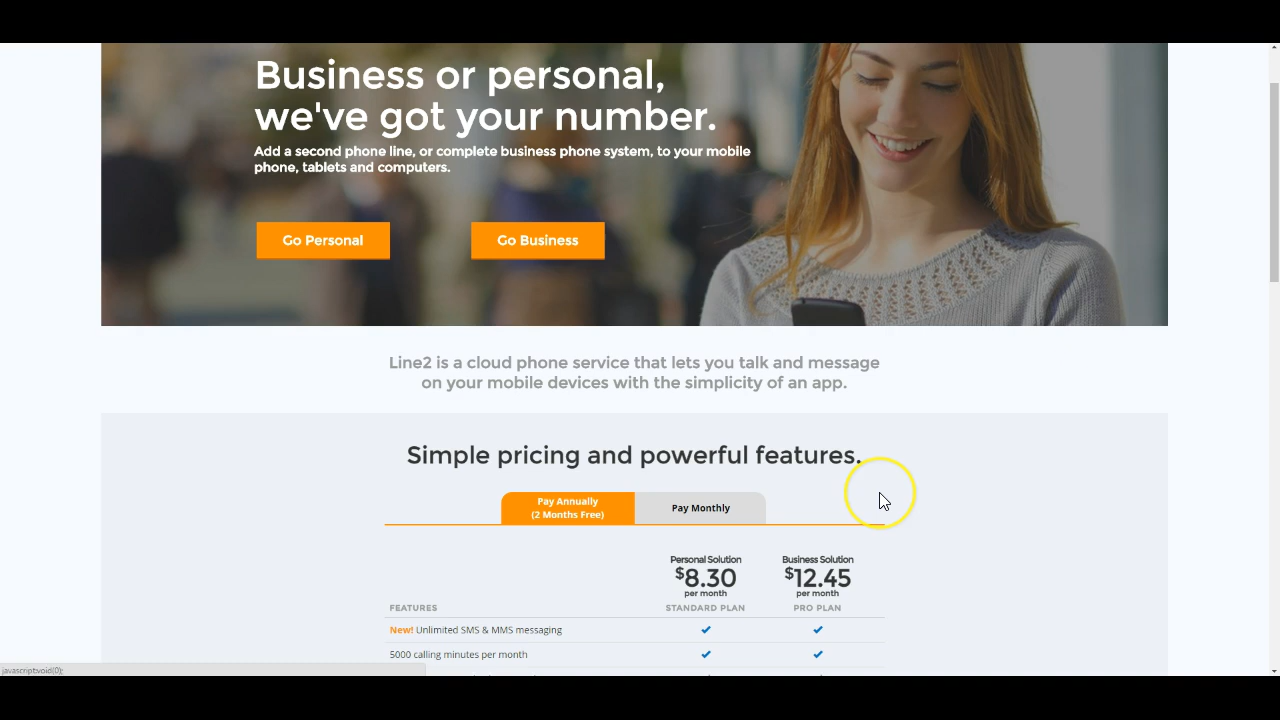 Business or personal,
we've got your number.
Add a second phone line, or complete business phone system, to your mobile
phone, tablets and computers.
Go Personal
Go Business
Line2 is a cloud phone service that lets you talk and message
on your mobile devices with the simplicity of an app.
Simple pricing and powerful features.
Pay Annually
(2 Months Free)
Pay Monthly
Personal Solution
$8.30
per month
STANDARD PLAN
Business Solution
$12.45
per month
PRO PLAN
FEATURES
New! Unlimited SMS & MMS messaging
5000 calling minutes per month
javascript:void(0);